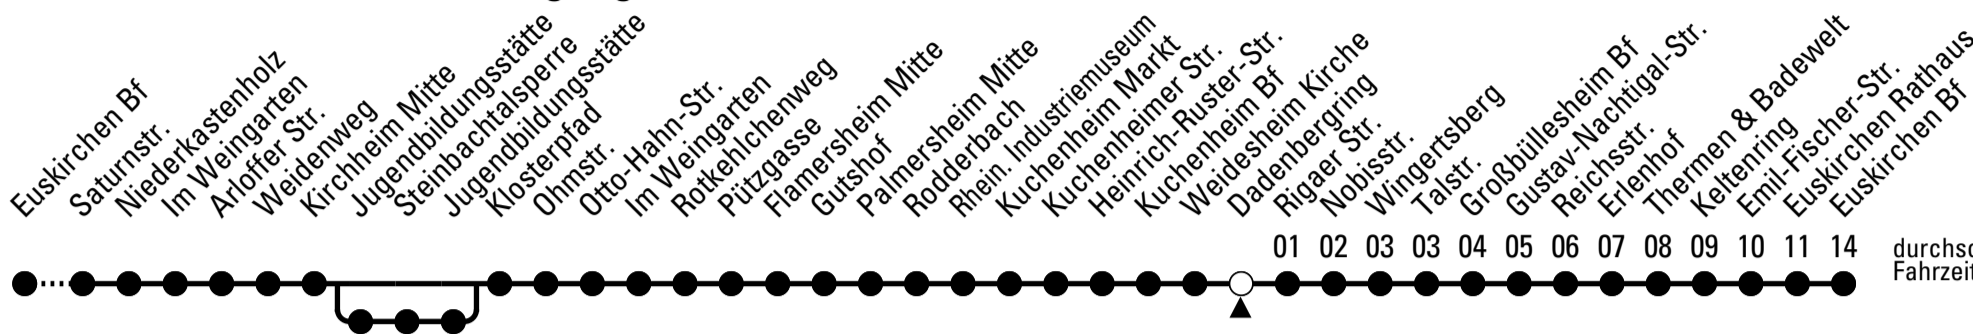 Euskirchen Bf
Saturnstr.
Niederkastenholz
Im Weingarten
Arloffer Str.
Weidenweg
Kirchheim Mitte
Jugendbildungsstätte
Steinbachtalsperre
Jugendbildungsstätte
Klosterpfad
Ohmstr.
Otto-Hahn-Str.
Im Weingarten
Rotkehlchenweg
Pützgasse
Flamersheim Mitte
Gutshof
Palmersheim Mitte
Rodderbach
Rhein. Industriemuseum
Kuchenheim Markt
Kuchenheimer Str.
Heinrich-Ruster-Str.
Kuchenheim Bf
Weidesheim Kirche
Dadenbergring
Rigaer Str.
Nobisstr.
Wingertsberg
Talstr.
Großbüllesheim Bf
Gustav-Nachtigal-Str.
Reichsstr.
Erlenhof
Thermen & Badewelt
Keltenring
Emil-Fischer-Str.
Euskirchen Rathaus
Euskirchen Bf
01 02 03 03 04 05 06 07 08 09 10 11 14
Fahrzeit